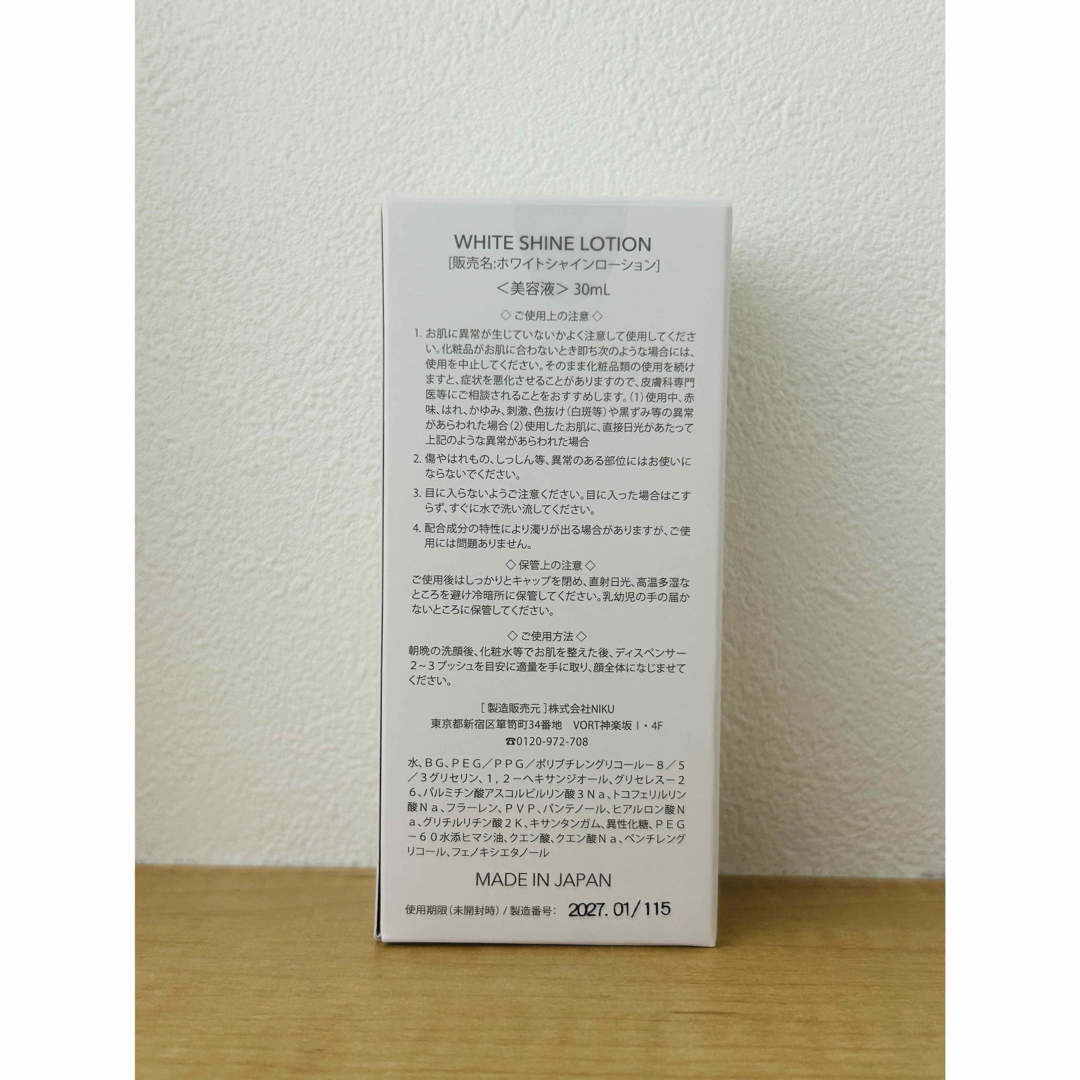 WHITE SHINE LOTION
[販売名:ホワイトシャインローション]
＜美容液＞ 30mL
◇ ご使用上の注意 ◇
1. お肌に異常が生じていないかよく注意して使用してくださ
い。化粧品がお肌に合わないとき即ち次のような場合には、
使用を中止してください。そのまま化粧品類の使用を続け
ますと、症状を悪化させることがありますので、皮膚科専門
医等にご相談されることをおすすめします。(1)使用中、赤
味、はれ、かゆみ、刺激、色抜け(白斑等)や黒ずみ等の異常
があらわれた場合(2)使用したお肌に、直接日光があたって
上記のような異常があらわれた場合
2. 傷やはれもの、しっしん等、異常のある部位にはお使いに
ならないでください。
3. 目に入らないようご注意ください。目に入った場合はこす
らず、すぐに水で洗い流してください。
4. 配合成分の特性により濁りが出る場合がありますが、ご使
用には問題ありません。
◇ 保管上の注意 ◇
ご使用後はしっかりとキャップを閉め、直射日光、高温多湿な
ところを避け冷暗所に保管してください。乳幼児の手の届か
ないところに保管してください。
◇ ご使用方法 ◇
朝晩の洗顔後、化粧水等でお肌を整えた後、ディスペンサー
2～3プッシュを目安に適量を手に取り、顔全体になじませて
ください。
[ 製造販売元 ]株式会社NIKU
東京都新宿区箪笥町34番地　VORT神楽坂Ⅰ・4F
☎0120-972-708
水、ＢＧ、ＰＥＧ／ＰＰＧ／ポリブチレングリコール－８／５
／３グリセリン、１，２－ヘキサンジオール、グリセレス－２
６、パルミチン酸アスコルビルリン酸３Ｎａ、トコフェリルリン
酸Ｎａ、フラーレン、ＰＶＰ、パンテノール、ヒアルロン酸Ｎ
ａ、グリチルリチン酸２Ｋ、キサンタンガム、異性化糖、ＰＥＧ
－６０水添ヒマシ油、クエン酸、クエン酸Ｎａ、ペンチレング
リコール、フェノキシエタノール
MADE IN JAPAN
使用期限(未開封時) / 製造番号: 2027. 01/115